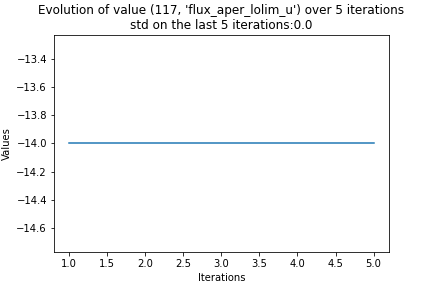 Evolution of value (117, 'flux_aper_lolim_u') over 5 iterations
std on the last 5 iterations:0.0
Values
−13.4
−13.6
−13.8
−14.0
−14.2
−14.4
−14.6
1.0 1.5 2.0 2.5 3.0 3.5 4.0 4.5 5.0
Iterations